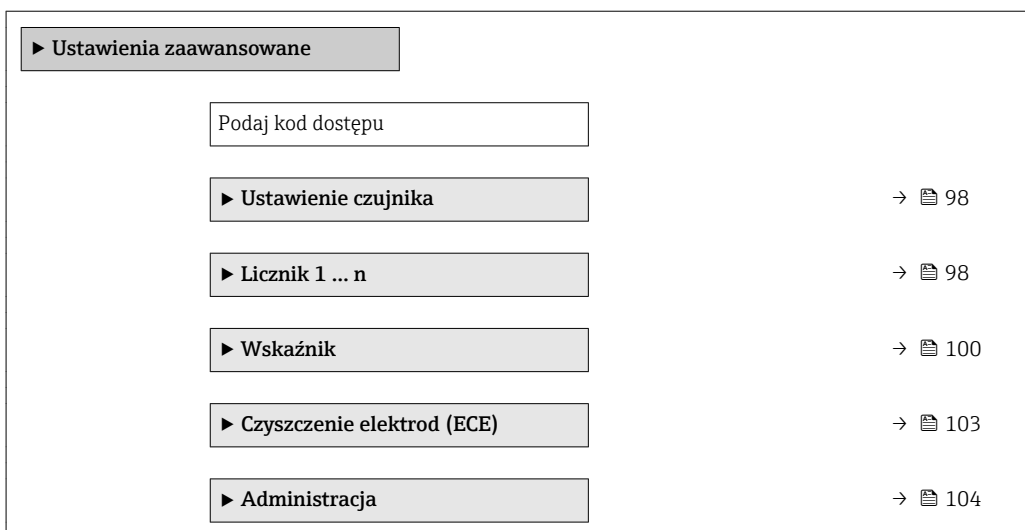 ▶ Ustawienia zaawansowane
Podaj kod dostępu
▶ Ustawienie czujnika → 98
▶ Licznik 1 ... n → 98
▶ Wskaźnik → 100
▶ Czyszczenie elektrod (ECE) → 103
▶ Administracja → 104